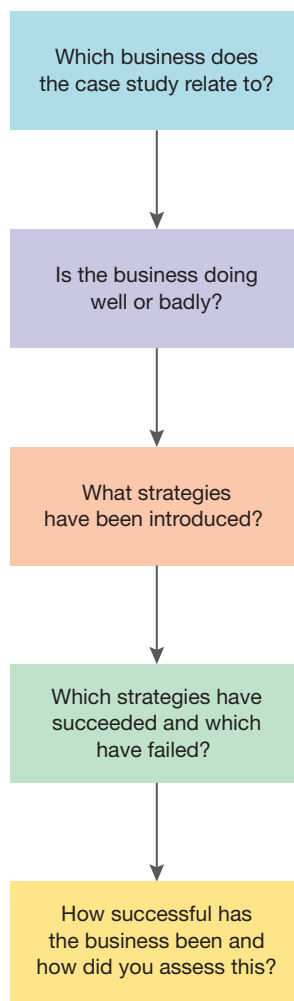 Which business does
the case study relate to?
Is the business doing
well or badly?
What strategies
have been introduced?
Which strategies have
succeeded and which
have failed?
How successful has
the business been and
how did you assess this?